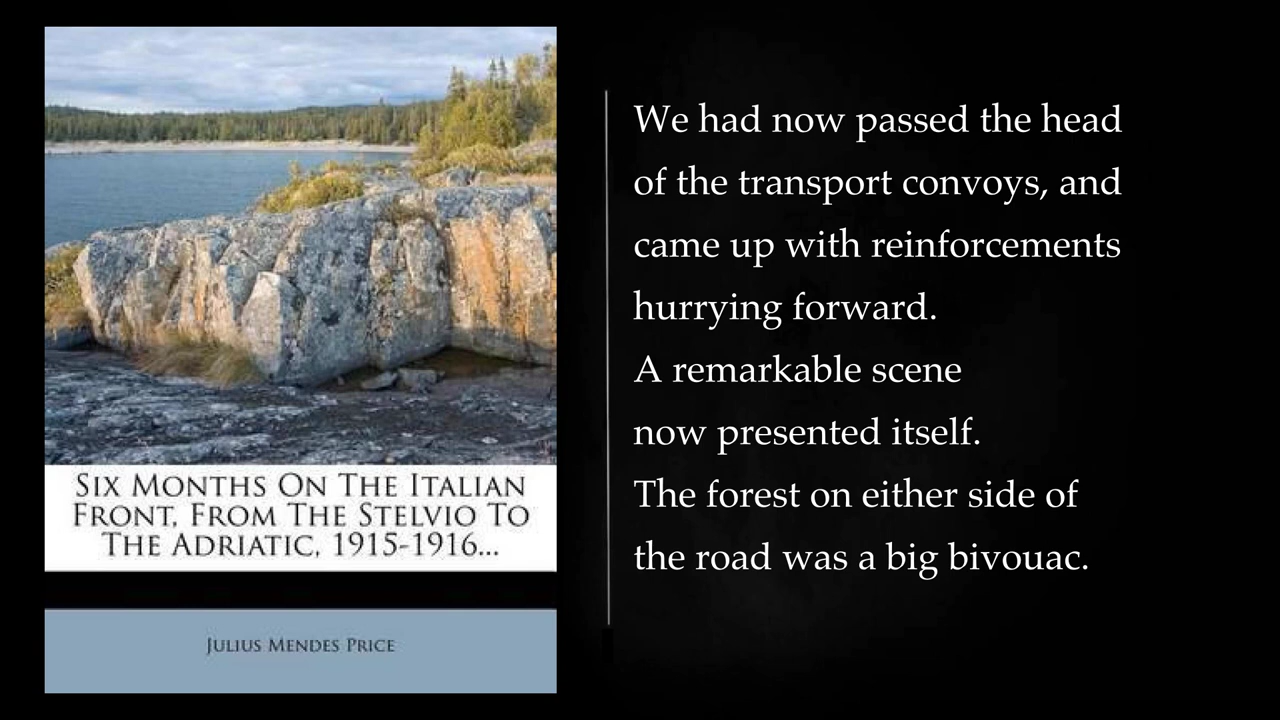 Six Months On The Italian
Front, From The Stelvio To
The Adriatic, 1915-1916...
Julius Mendes Price
We had now passed the head
of the transport convoys, and
came up with reinforcements
hurrying forward.
A remarkable scene
now presented itself.
The forest on either side of
the road was a big bivouac.